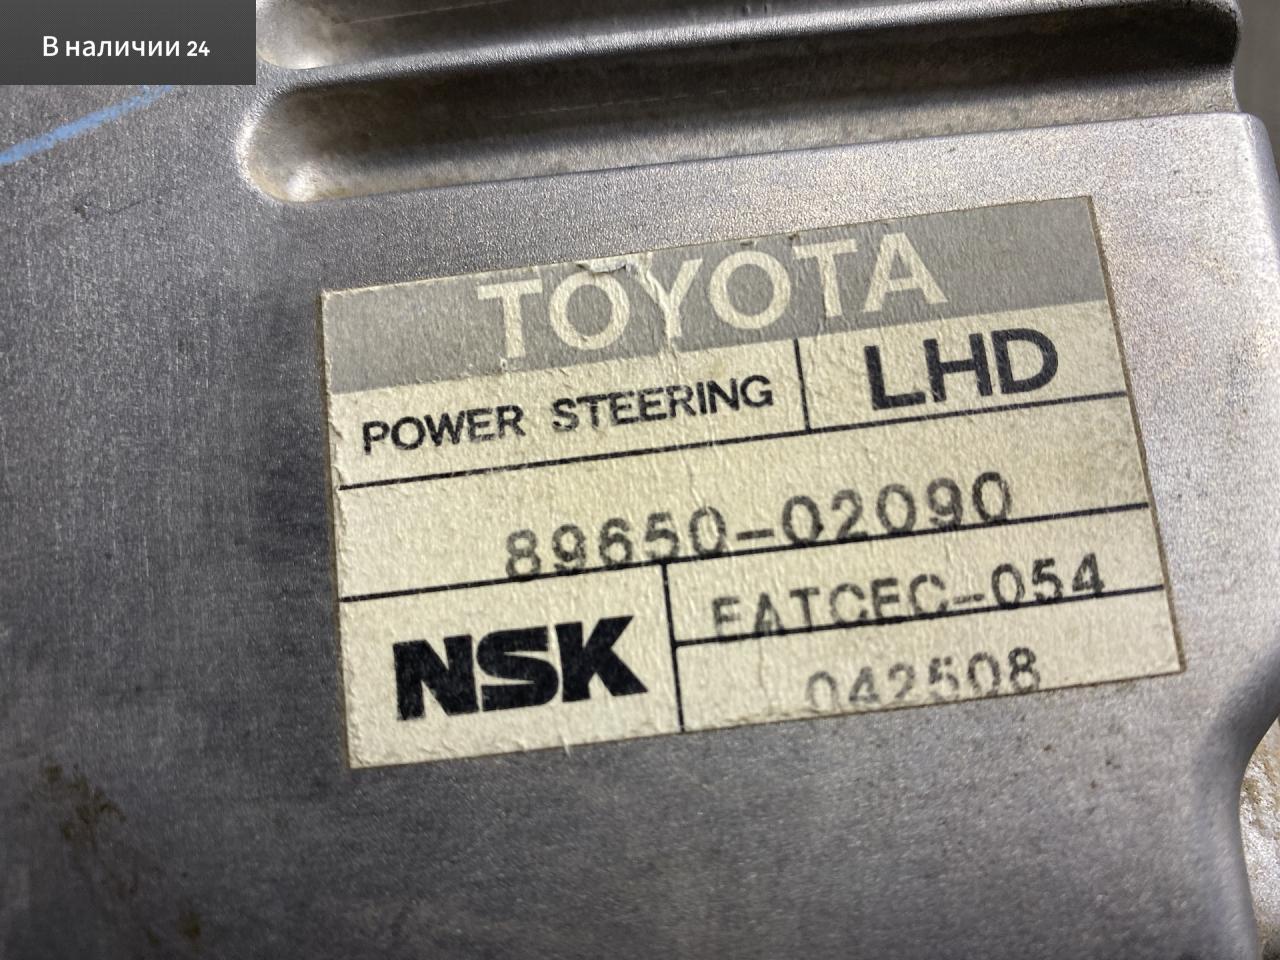 В наличии 24
TOYOTA
POWER STEERING
LHD
89650-02090
NSK
EATCEC-054
042508